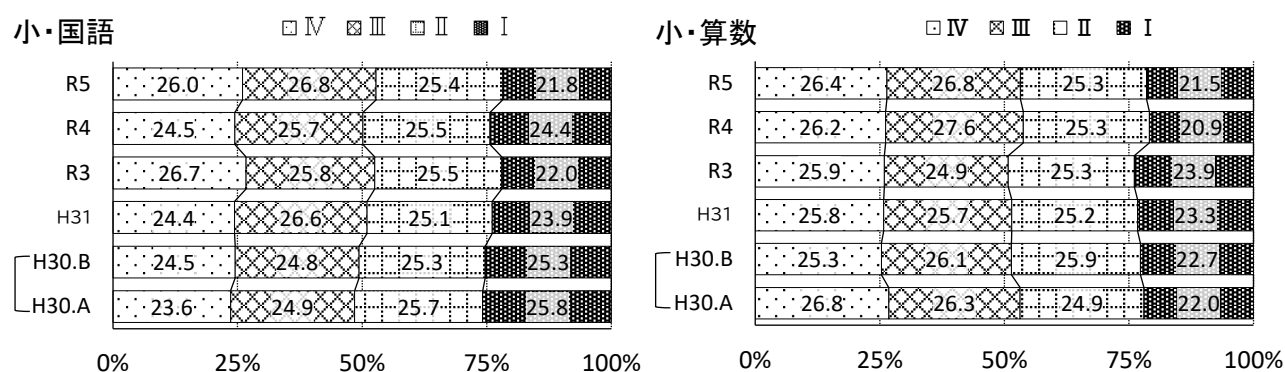 小・国語
Ⅳ Ⅲ Ⅱ Ⅰ
R5 26.0 26.8 25.4 21.8
R4 24.5 25.7 25.5 24.4
R3 26.7 25.8 25.5 22.0
H31 24.4 26.6 25.1 23.9
H30.B 24.5 24.8 25.3 25.3
H30.A 23.6 24.9 25.7 25.8
0% 25% 50% 75% 100%
小・算数
Ⅳ Ⅲ Ⅱ Ⅰ
R5 26.4 26.8 25.3 21.5
R4 26.2 27.6 25.3 20.9
R3 25.9 24.9 25.3 23.9
H31 25.8 25.7 25.2 23.3
H30.B 25.3 26.1 25.9 22.7
H30.A 26.8 26.3 24.9 22.0
0% 25% 50% 75% 100%